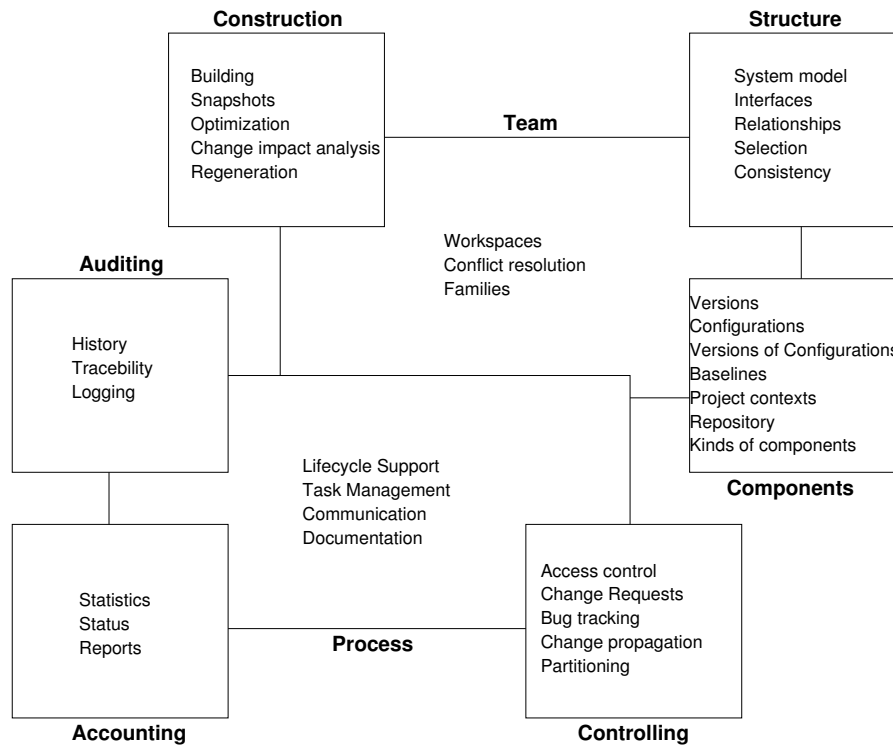 Construction
Building
Snapshots
Optimization
Change impact analysis
Regeneration
Team
Workspaces
Conflict resolution
Families
Structure
System model
Interfaces
Relationships
Selection
Consistency
Auditing
History
Tracebility
Logging
Versions
Configurations
Versions of Configurations
Baselines
Project contexts
Repository
Kinds of components
Components
Lifecycle Support
Task Management
Communication
Documentation
Process
Statistics
Status
Reports
Accounting
Access control
Change Requests
Bug tracking
Change propagation
Partitioning
Controlling